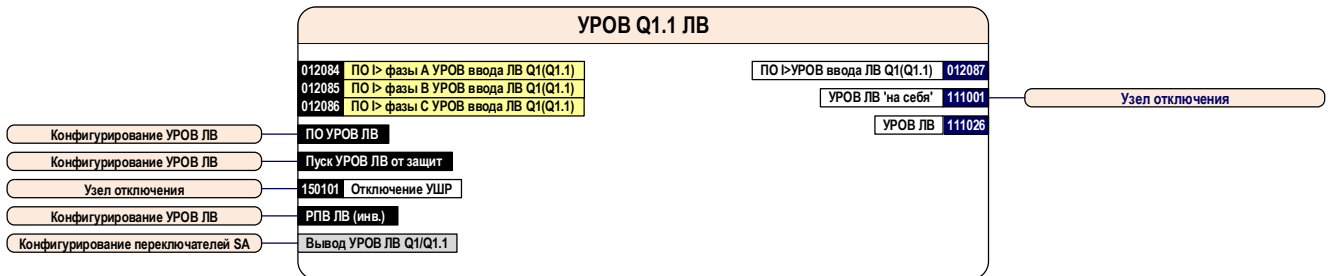 УРОВ Q1.1 ЛВ
012084 ПО I> фазы А УРОВ ввода ЛВ Q1(Q1.1)
012085 ПО I> фазы В УРОВ ввода ЛВ Q1(Q1.1)
012086 ПО I> фазы С УРОВ ввода ЛВ Q1(Q1.1)
ПО I>УРОВ ввода ЛВ Q1(Q1.1) 012087
УРОВ ЛВ 'на себя' 111001 Узел отключения
УРОВ ЛВ 111026
Конфигурирование УРОВ ЛВ ПО УРОВ ЛВ
Конфигурирование УРОВ ЛВ Пуск УРОВ ЛВ от защит
Узел отключения 150101 Отключение УШР
Конфигурирование УРОВ ЛВ РПВ ЛВ (инв.)
Конфигурирование переключателей SA Вывод УРОВ ЛВ Q1/Q1.1